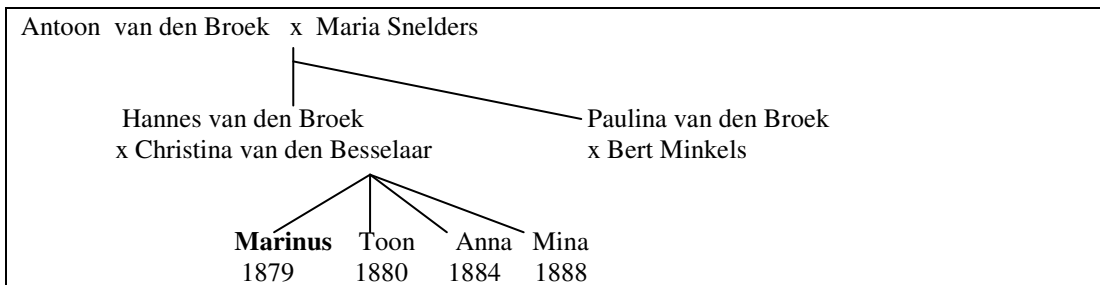 Antoon van den Broek x Maria Snelders
Hannes van den Broek Paulina van den Broek
x Christina van den Besselaar x Bert Minkels
Marinus Toon Anna Mina
1879 1880 1884 1888